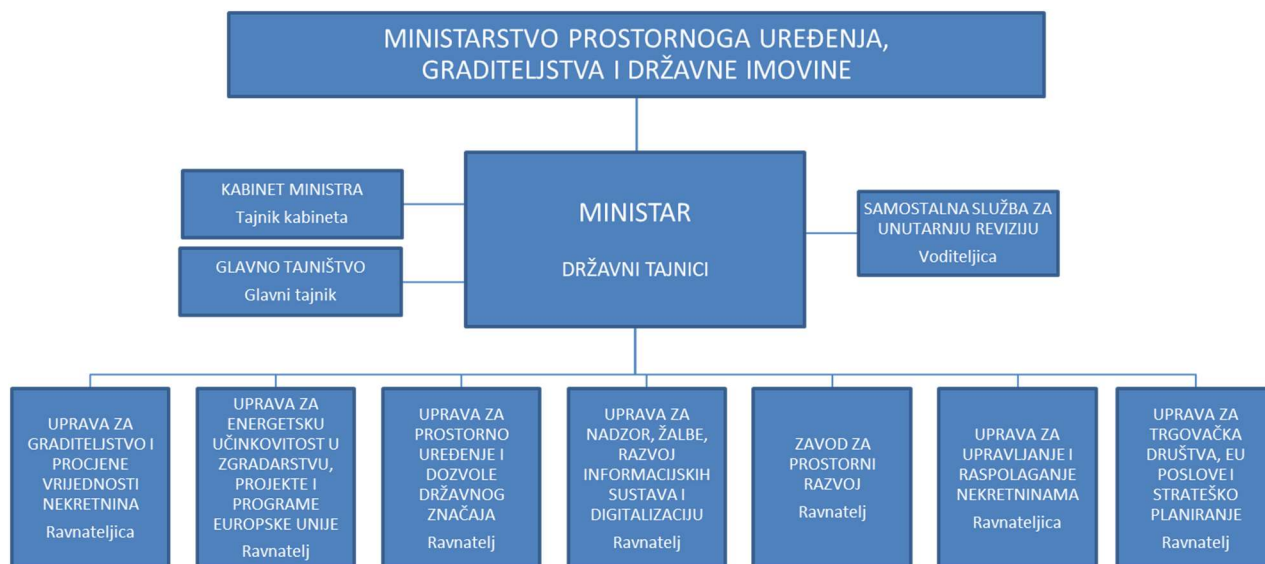 MINISTARSTVO PROSTORNOGA UREĐENJA,
GRADITELJSTVA I DRŽAVNE IMOVINE
KABINET MINISTRA
Tajnik kabineta
GLAVNO TAJNIŠTVO
Glavni tajnik
MINISTAR
DRŽAVNI TAJNICI
SAMOSTALNA SLUŽBA ZA
UNUTARNJU REVIZIJU
Voditeljica
UPRAVA ZA
GRADITELJSTVO I
PROCJENE
VRIJEDNOSTI
NEKRETNINA
Ravnateljica
UPRAVA ZA
ENERGETSKU
UČINKOVITOST U
ZGRADARSTVU,
PROJEKTE I
PROGRAME
EUROPSKE UNIJE
Ravnatelj
UPRAVA ZA
PROSTORNO
UREĐENJE I
DOZVOLE
DRŽAVNOG
ZNAČAJA
Ravnatelj
UPRAVA ZA
NADZOR, ŽALBE,
RAZVOJ
INFORMACIJSKIH
SUSTAVA I
DIGITALIZACIJU
Ravnatelj
ZAVOD ZA
PROSTORNI
RAZVOJ
Ravnatelj
UPRAVA ZA
UPRAVLJANJE I
RASPOLAGANJE
NEKRETNINAMA
Ravnateljica
UPRAVA ZA
TRGOVAČKA
DRUŠTVA, EU
POSLOVE I
STRATEŠKO
PLANIRANJE
Ravnatelj